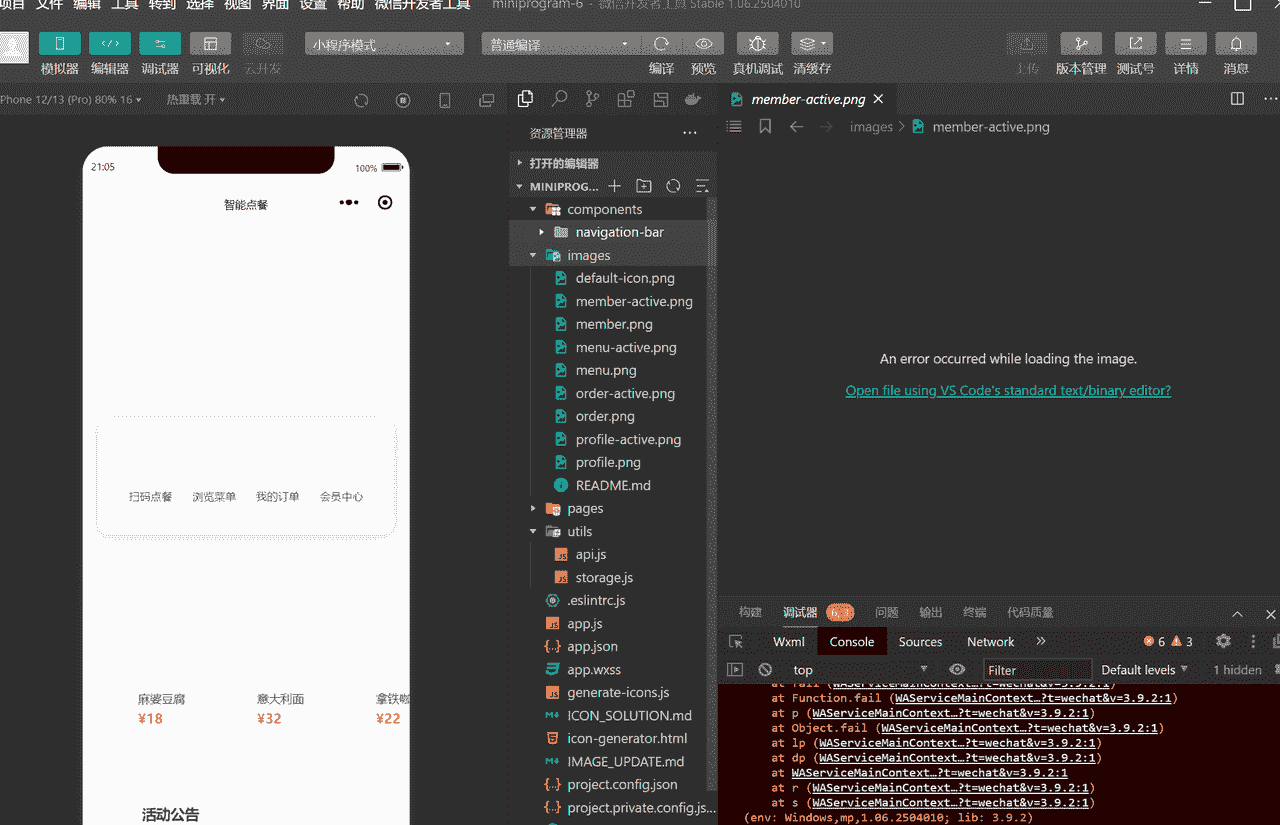 项目 文件 编辑 工具 转到 选择 视图 界面 设置 帮助 微信开发者工具 miniprogram-6 - 微信开发者工具 Stable 1.06.2504010
小程序模式 普通编译
模拟器 编辑器 调试器 可视化 云开发 编译 预览 真机调试 清缓存 上传 版本管理 测试号 详情 消息
Phone 12/13 (Pro) 80% 16 热重载 开
member-active.png
images > member-active.png
21:05
100%
智能点餐
扫码点餐 浏览菜单 我的订单 会员中心
麻婆豆腐 意大利面 拿铁咖
¥18 ¥32 ¥22
活动公告
资源管理器
打开的编辑器
MINIPROG...
components
navigation-bar
images
default-icon.png
member-active.png
member.png
menu-active.png
menu.png
order-active.png
order.png
profile-active.png
profile.png
README.md
pages
utils
api.js
storage.js
.eslintrc.js
app.js
app.json
app.wxss
generate-icons.js
ICON_SOLUTION.md
icon-generator.html
IMAGE_UPDATE.md
project.config.json
project.private.config.js...
An error occurred while loading the image.
Open file using VS Code's standard text/binary editor?
构建 调试器 6, 3 问题 输出 终端 代码质量
Wxml Console Sources Network 6 3
top Filter Default levels 1 hidden
at fail (WAServiceMainContext…?t=wechat&v=3.9.2:1)
at Function.fail (WAServiceMainContext…?t=wechat&v=3.9.2:1)
at p (WAServiceMainContext…?t=wechat&v=3.9.2:1)
at Object.fail (WAServiceMainContext…?t=wechat&v=3.9.2:1)
at lp (WAServiceMainContext…?t=wechat&v=3.9.2:1)
at dp (WAServiceMainContext…?t=wechat&v=3.9.2:1)
at WAServiceMainContext…?t=wechat&v=3.9.2:1
at r (WAServiceMainContext…?t=wechat&v=3.9.2:1)
at s (WAServiceMainContext…?t=wechat&v=3.9.2:1)
(env: Windows,mp,1.06.2504010; lib: 3.9.2)